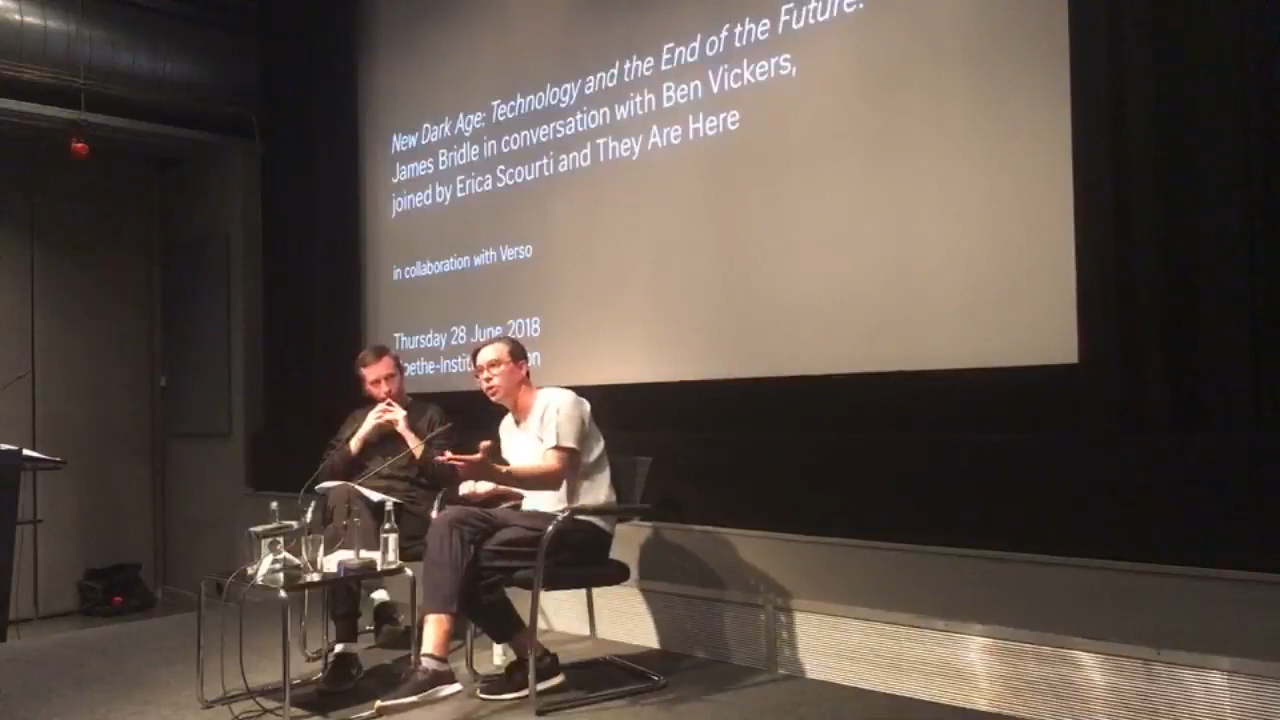 New Dark Age: Technology and the End of the Future:
James Bridle in conversation with Ben Vickers,
joined by Erica Scourti and They Are Here
in collaboration with Verso
Thursday 28 June 2018